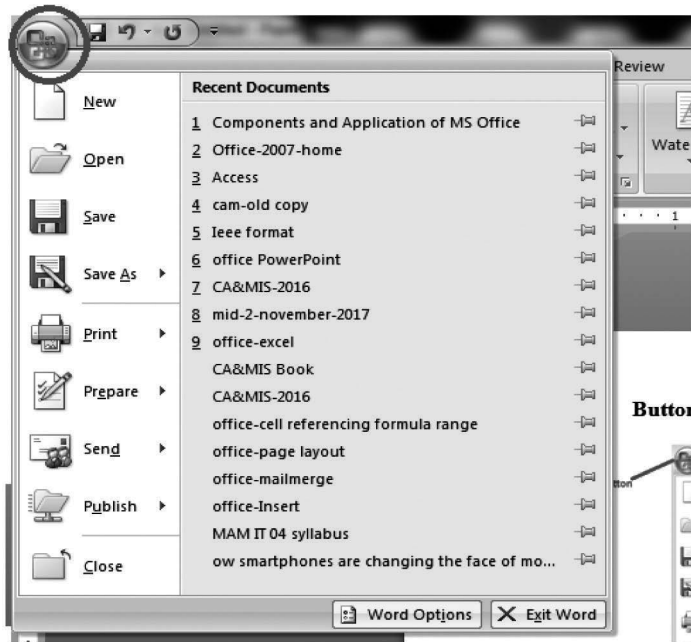 Review
New
Open
Save
Save As
Print
Prepare
Send
Publish
Close
Recent Documents
1 Components and Application of MS Office
2 Office-2007-home
3 Access
4 cam-old copy
5 Ieee format
6 office PowerPoint
7 CA&MIS-2016
8 mid-2-november-2017
9 office-excel
CA&MIS Book
CA&MIS-2016
office-cell referencing formula range
office-page layout
office-mailmerge
office-Insert
MAM IT 04 syllabus
ow smartphones are changing the face of mo...
Word Options
Exit Word
Wate
1
Button
tton